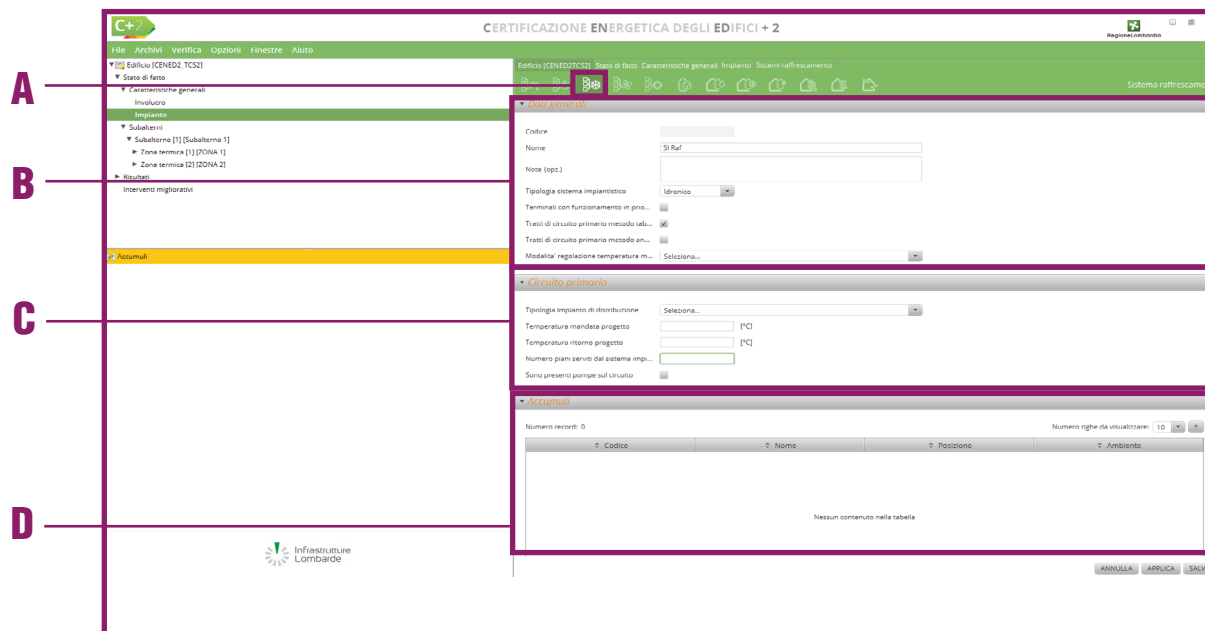 C+2
CERTIFICAZIONE ENERGETICA DEGLI EDIFICI + 2
RegioneLombardia
File Archivi Verifica Opzioni Finestre Aiuto
Edificio [CENED2_TCS2]
Stato di fatto
Caratteristiche generali
Involucro
Impianto
Subalterni
Subalterno [1] [Subalterno 1]
Zona termica [1] [ZONA 1]
Zona termica [2] [ZONA 2]
Risultati
Interventi migliorativi
Accumuli
Infrastrutture
Lombarde
A
B
C
D
Edificio [CENED2TCS2] Stato di fatto Caratteristiche generali Impianto Sistemi raffrescamento
Sistema raffrescame
Dati generali
Codice
Nome SI Raf
Note (opz.)
Tipologia sistema impiantistico Idronico
Terminali con funzionamento in prio...
Tratti di circuito primario metodo tab...
Tratti di circuito primario metodo an...
Modalita' regolazione temperatura m... Seleziona...
Circuito primario
Tipologia impianto di distribuzione Seleziona...
Temperatura mandata progetto [°C]
Temperatura ritorno progetto [°C]
Numero piani serviti dal sistema impi...
Sono presenti pompe sul circuito
Accumuli
Numero record: 0 Numero righe da visualizzare: 10 +
Codice Nome Posizione Ambiente
Nessun contenuto nella tabella
ANNULLA APPLICA SALV